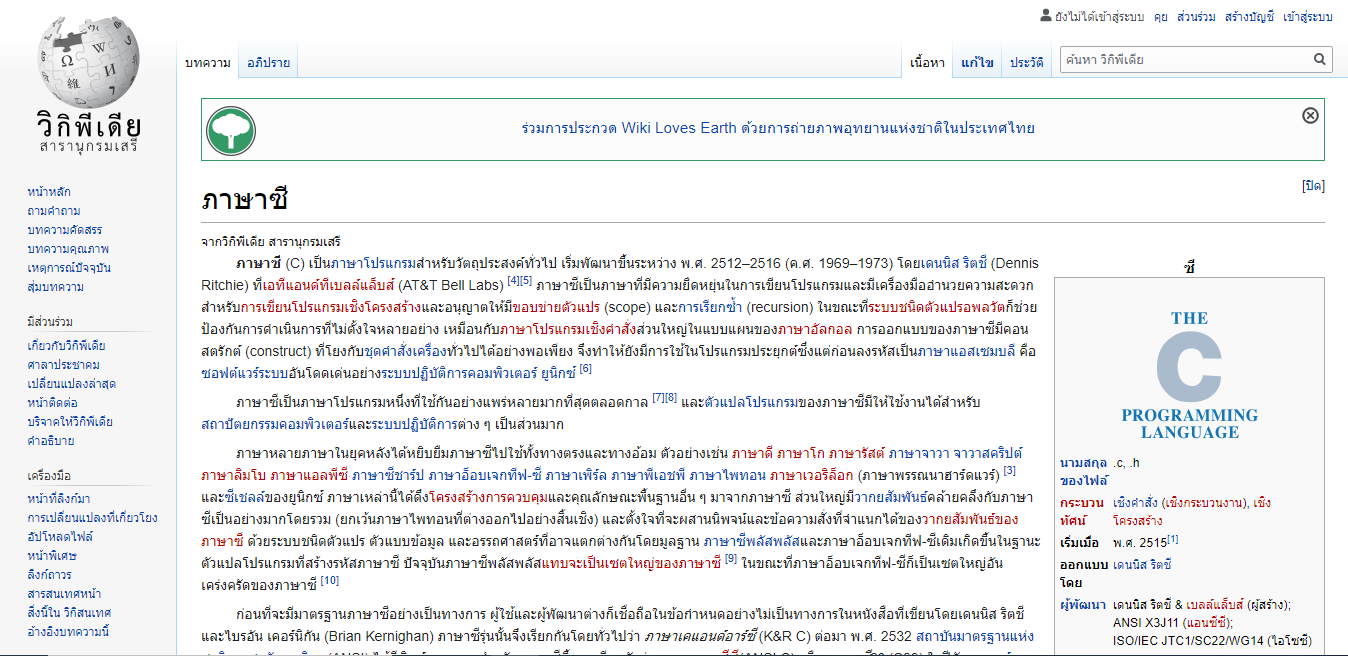 ยังไม่ได้เข้าสู่ระบบ คุย ส่วนร่วม สร้างบัญชี เข้าสู่ระบบ
วิกิพีเดีย
สารานุกรมเสรี
บทความ อภิปราย เนื้อหา แก้ไข ประวัติ ค้นหา วิกิพีเดีย
ร่วมการประกวด Wiki Loves Earth ด้วยการถ่ายภาพอุทยานแห่งชาติในประเทศไทย
[ปิด]
หน้าหลัก
ถามคำถาม
บทความคัดสรร
บทความคุณภาพ
เหตุการณ์ปัจจุบัน
สุ่มบทความ
มีส่วนร่วม
เกี่ยวกับวิกิพีเดีย
ศาลาประชาคม
เปลี่ยนแปลงล่าสุด
หน้าติดต่อ
บริจาคให้วิกิพีเดีย
คำอธิบาย
เครื่องมือ
หน้าที่ลิงก์มา
การเปลี่ยนแปลงที่เกี่ยวโยง
อัปโหลดไฟล์
หน้าพิเศษ
ลิงก์ถาวร
สารสนเทศหน้า
สิ่งนี้ใน วิกิสนเทศ
อ้างอิงบทความนี้
ภาษาซี
จากวิกิพีเดีย สารานุกรมเสรี
ภาษาซี (C) เป็นภาษาโปรแกรมสำหรับวัตถุประสงค์ทั่วไป เริ่มพัฒนาขึ้นระหว่าง พ.ศ. 2512–2516 (ค.ศ. 1969–1973) โดยเดนนิส ริตชี (Dennis
Ritchie) ที่เอทีแอนด์ทีเบลล์แล็บส์ (AT&T Bell Labs) [4][5] ภาษาซีเป็นภาษาที่มีความยืดหยุ่นในการเขียนโปรแกรมและมีเครื่องมืออำนวยความสะดวก
สำหรับการเขียนโปรแกรมเชิงโครงสร้างและอนุญาตให้มีขอบข่ายตัวแปร (scope) และการเรียกซ้ำ (recursion) ในขณะที่ระบบชนิดตัวแปรอพลวัตก็ช่วย
ป้องกันการดำเนินการที่ไม่ตั้งใจหลายอย่าง เหมือนกับภาษาโปรแกรมเชิงคำสั่งส่วนใหญ่ในแบบแผนของภาษาอัลกอล การออกแบบของภาษาซีมีคอน
สตรักต์ (construct) ที่โยงกับชุดคำสั่งเครื่องทั่วไปได้อย่างพอเพียง จึงทำให้ยังมีการใช้ในโปรแกรมประยุกต์ซึ่งแต่ก่อนลงรหัสเป็นภาษาแอสเซมบลี คือ
ซอฟต์แวร์ระบบอันโดดเด่นอย่างระบบปฏิบัติการคอมพิวเตอร์ ยูนิกซ์ [6]
ภาษาซีเป็นภาษาโปรแกรมหนึ่งที่ใช้กันอย่างแพร่หลายมากที่สุดตลอดกาล [7][8] และตัวแปลโปรแกรมของภาษาซีมีให้ใช้งานได้สำหรับ
สถาปัตยกรรมคอมพิวเตอร์และระบบปฏิบัติการต่าง ๆ เป็นส่วนมาก
ภาษาหลายภาษาในยุคหลังได้หยิบยืมภาษาซีไปใช้ทั้งทางตรงและทางอ้อม ตัวอย่างเช่น ภาษาดี ภาษาโก ภาษารัสต์ ภาษาจาวา จาวาสคริปต์
ภาษาลิมโบ ภาษาแอลพีซี ภาษาซีชาร์ป ภาษาอ็อบเจกทีฟ-ซี ภาษาเพิร์ล ภาษาพีเอชพี ภาษาไพทอน ภาษาเวอริล็อก (ภาษาพรรณนาฮาร์ดแวร์) [3]
และซีเชลล์ของยูนิกซ์ ภาษาเหล่านี้ได้ดึงโครงสร้างการควบคุมและคุณลักษณะพื้นฐานอื่น ๆ มาจากภาษาซี ส่วนใหญ่มีวากยสัมพันธ์คล้ายคลึงกับภาษา
ซีเป็นอย่างมากโดยรวม (ยกเว้นภาษาไพทอนที่ต่างออกไปอย่างสิ้นเชิง) และตั้งใจที่จะผสานนิพจน์และข้อความสั่งที่จำแนกได้ของวากยสัมพันธ์ของ
ภาษาซี ด้วยระบบชนิดตัวแปร ตัวแบบข้อมูล และอรรถศาสตร์ที่อาจแตกต่างกันโดยมูลฐาน ภาษาซีพลัสพลัสและภาษาอ็อบเจกทีฟ-ซีเดิมเกิดขึ้นในฐานะ
ตัวแปลโปรแกรมที่สร้างรหัสภาษาซี ปัจจุบันภาษาซีพลัสพลัสแทบจะเป็นเซตใหญ่ของภาษาซี [9] ในขณะที่ภาษาอ็อบเจกทีฟ-ซีก็เป็นเซตใหญ่อัน
เคร่งครัดของภาษาซี [10]
ก่อนที่จะมีมาตรฐานภาษาซีอย่างเป็นทางการ ผู้ใช้และผู้พัฒนาต่างก็เชื่อถือในข้อกำหนดอย่างไม่เป็นทางการในหนังสือที่เขียนโดยเดนนิส ริตชี
และไบรอัน เคอร์นิกัน (Brian Kernighan) ภาษาซีรุ่นนั้นจึงเรียกกันโดยทั่วไปว่า ภาษาเคแอนด์อาร์ซี (K&R C) ต่อมา พ.ศ. 2532 สถาบันมาตรฐานแห่ง
ซี
THE
C
PROGRAMMING
LANGUAGE
นามสกุล .c, .h
ของไฟล์
กระบวน เชิงคำสั่ง (เชิงกระบวนงาน), เชิง
ทัศน์ โครงสร้าง
เริ่มเมื่อ พ.ศ. 2515[1]
ออกแบบ เดนนิส ริตชี
โดย
ผู้พัฒนา เดนนิส ริตชี & เบลล์แล็บส์ (ผู้สร้าง);
ANSI X3J11 (แอนซีซี);
ISO/IEC JTC1/SC22/WG14 (ไอโซซี)